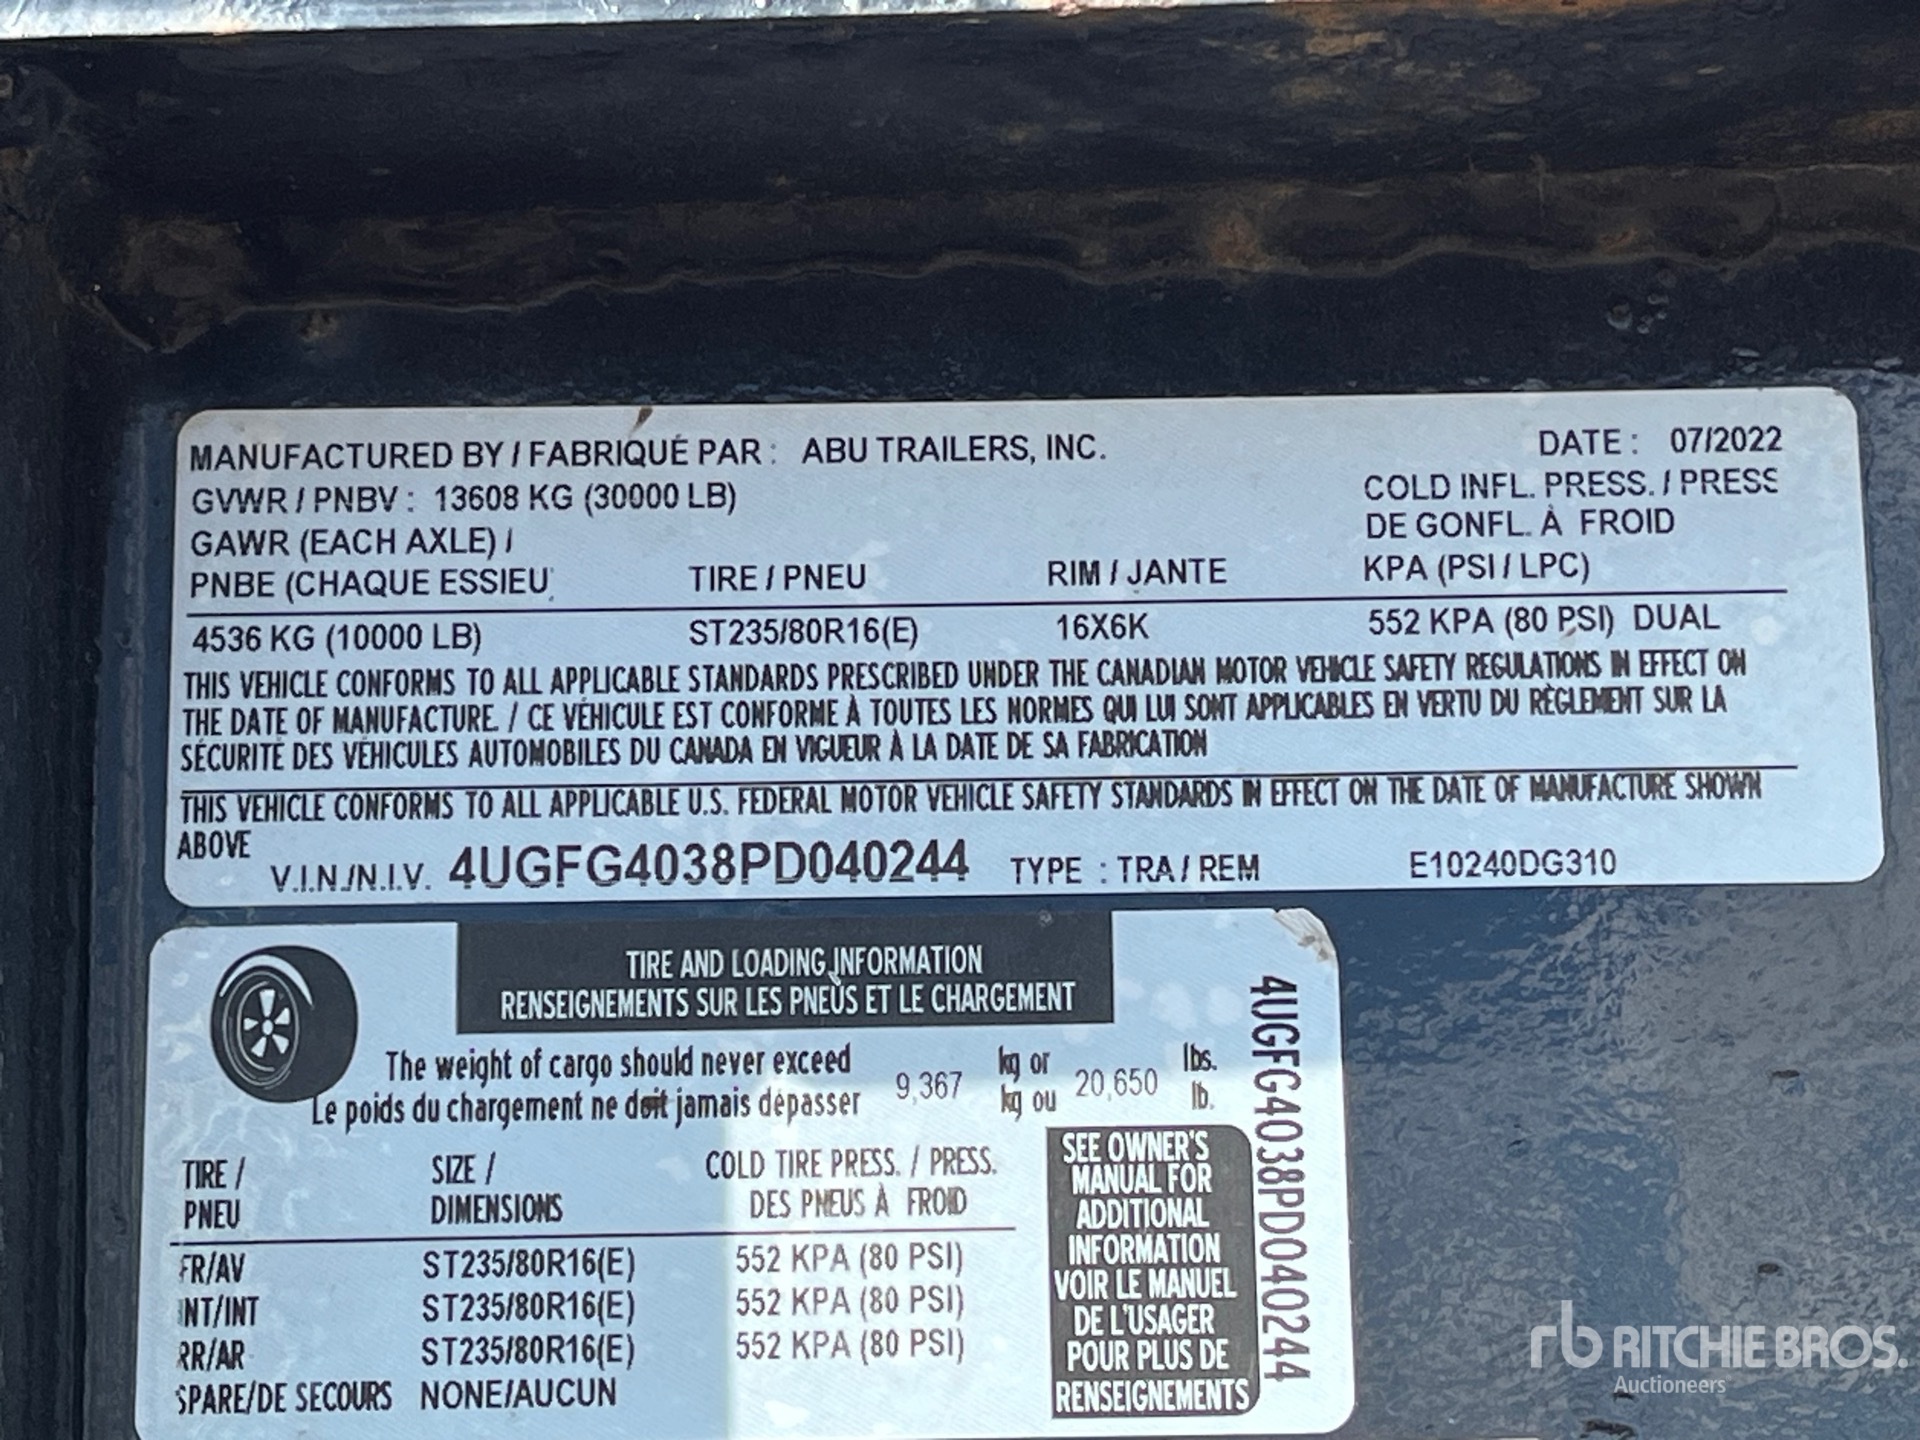 MANUFACTURED BY / FABRIQUÉ PAR : ABU TRAILERS, INC. DATE : 07/2022
GVWR / PNBV : 13608 KG (30000 LB) COLD INFL. PRESS. / PRESS
GAWR (EACH AXLE) / DE GONFL. À FROID
PNBE (CHAQUE ESSIEU) TIRE / PNEU RIM / JANTE KPA (PSI / LPC)
4536 KG (10000 LB) ST235/80R16(E) 16X6K 552 KPA (80 PSI) DUAL
THIS VEHICLE CONFORMS TO ALL APPLICABLE STANDARDS PRESCRIBED UNDER THE CANADIAN MOTOR VEHICLE SAFETY REGULATIONS IN EFFECT ON
THE DATE OF MANUFACTURE. / CE VÉHICULE EST CONFORME À TOUTES LES NORMES QUI LUI SONT APPLICABLES EN VERTU DU RÈGLEMENT SUR LA
SÉCURITÉ DES VÉHICULES AUTOMOBILES DU CANADA EN VIGUEUR À LA DATE DE SA FABRICATION
THIS VEHICLE CONFORMS TO ALL APPLICABLE U.S. FEDERAL MOTOR VEHICLE SAFETY STANDARDS IN EFFECT ON THE DATE OF MANUFACTURE SHOWN
ABOVE
V.I.N./N.I.V. 4UGFG4038PD040244 TYPE : TRA / REM E10240DG310
TIRE AND LOADING INFORMATION
RENSEIGNEMENTS SUR LES PNEUS ET LE CHARGEMENT
The weight of cargo should never exceed 9,367 kg or 20,650 lbs.
Le poids du chargement ne doit jamais dépasser kg ou lb.
TIRE / SIZE / COLD TIRE PRESS. / PRESS.
PNEU DIMENSIONS DES PNEUS À FROID
FR/AV ST235/80R16(E) 552 KPA (80 PSI)
INT/INT ST235/80R16(E) 552 KPA (80 PSI)
RR/AR ST235/80R16(E) 552 KPA (80 PSI)
SPARE/DE SECOURS NONE/AUCUN
SEE OWNER'S
MANUAL FOR
ADDITIONAL
INFORMATION
VOIR LE MANUEL
DE L'USAGER
POUR PLUS DE
RENSEIGNEMENTS
4UGFG4038PD040244
rb RITCHIE BROS.
Auctioneers